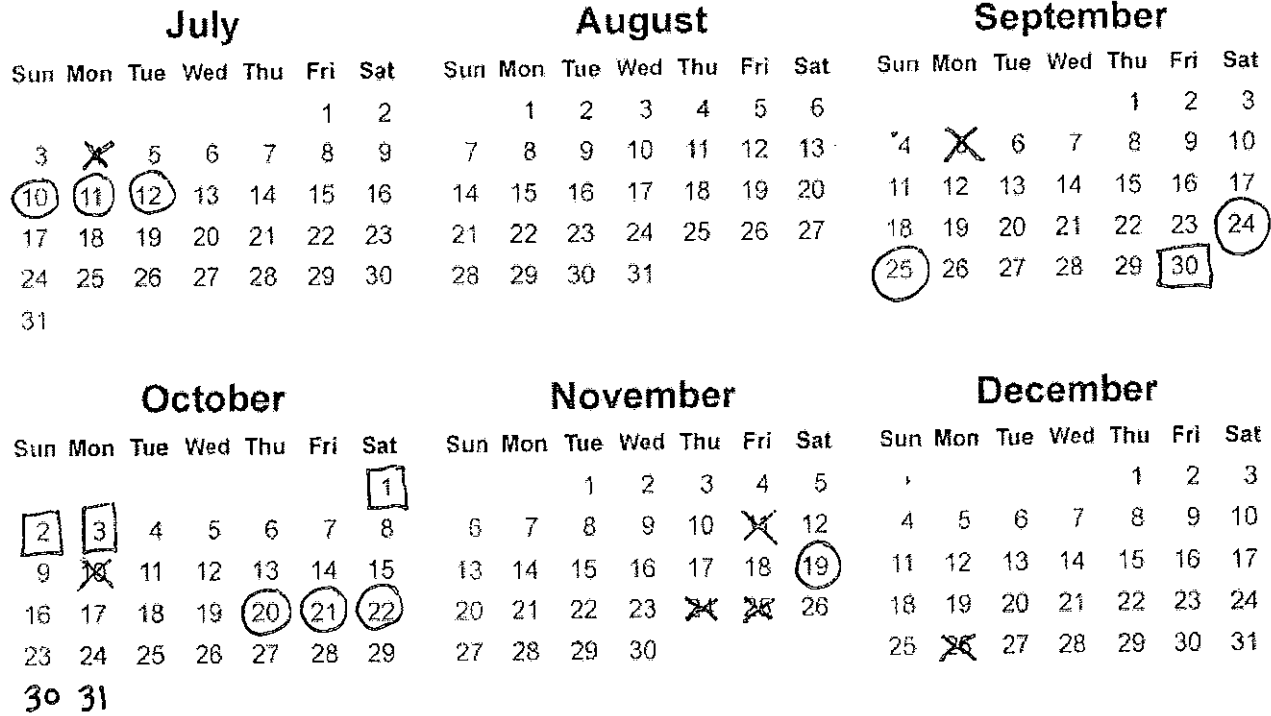 July
Sun Mon Tue Wed Thu Fri Sat
1 2
3 5 6 7 8 9
10 11 12 13 14 15 16
17 18 19 20 21 22 23
24 25 26 27 28 29 30
31
August
Sun Mon Tue Wed Thu Fri Sat
1 2 3 4 5 6
7 8 9 10 11 12 13
14 15 16 17 18 19 20
21 22 23 24 25 26 27
28 29 30 31
September
Sun Mon Tue Wed Thu Fri Sat
1 2 3
4 5 6 7 8 9 10
11 12 13 14 15 16 17
18 19 20 21 22 23 24
25 26 27 28 29 30
October
Sun Mon Tue Wed Thu Fri Sat
1
2 3 4 5 6 7 8
9 10 11 12 13 14 15
16 17 18 19 20 21 22
23 24 25 26 27 28 29
30 31
November
Sun Mon Tue Wed Thu Fri Sat
1 2 3 4 5
6 7 8 9 10 11 12
13 14 15 16 17 18 19
20 21 22 23 24 25 26
27 28 29 30
December
Sun Mon Tue Wed Thu Fri Sat
1 2 3
4 5 6 7 8 9 10
11 12 13 14 15 16 17
18 19 20 21 22 23 24
25 26 27 28 29 30 31